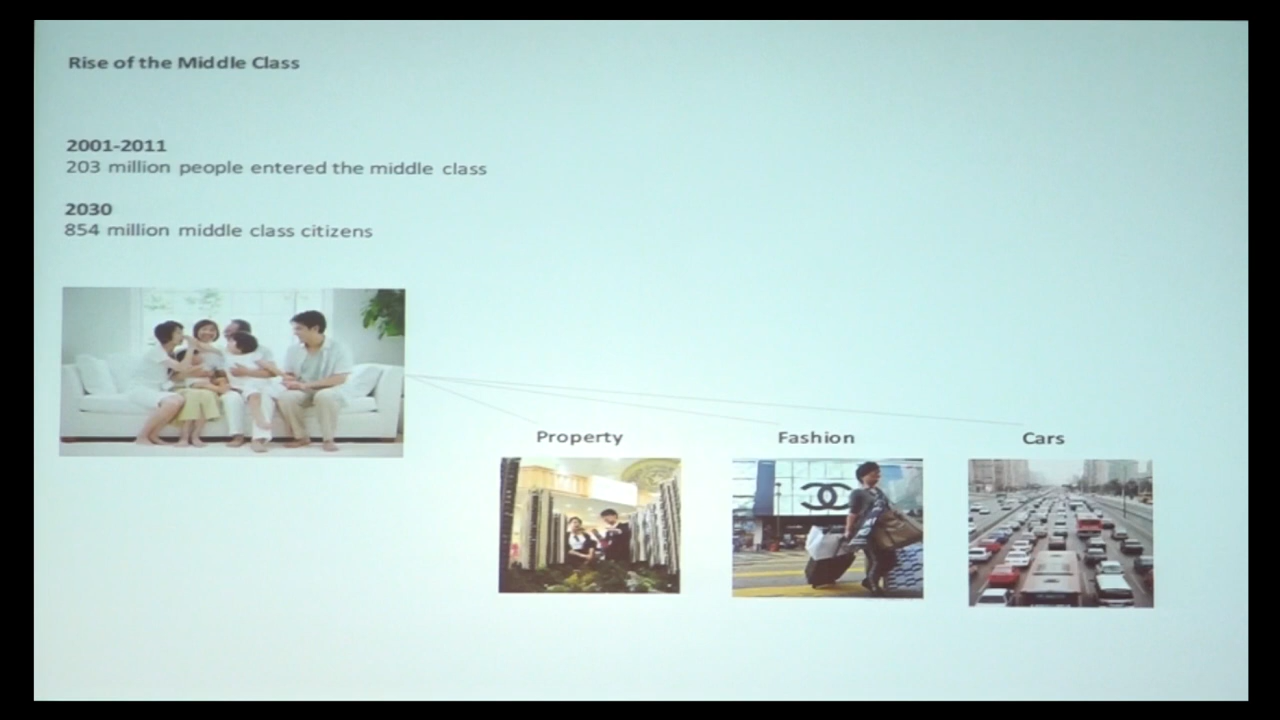 Rise of the Middle Class
2001-2011
203 million people entered the middle class
2030
854 million middle class citizens
Property
Fashion
Cars